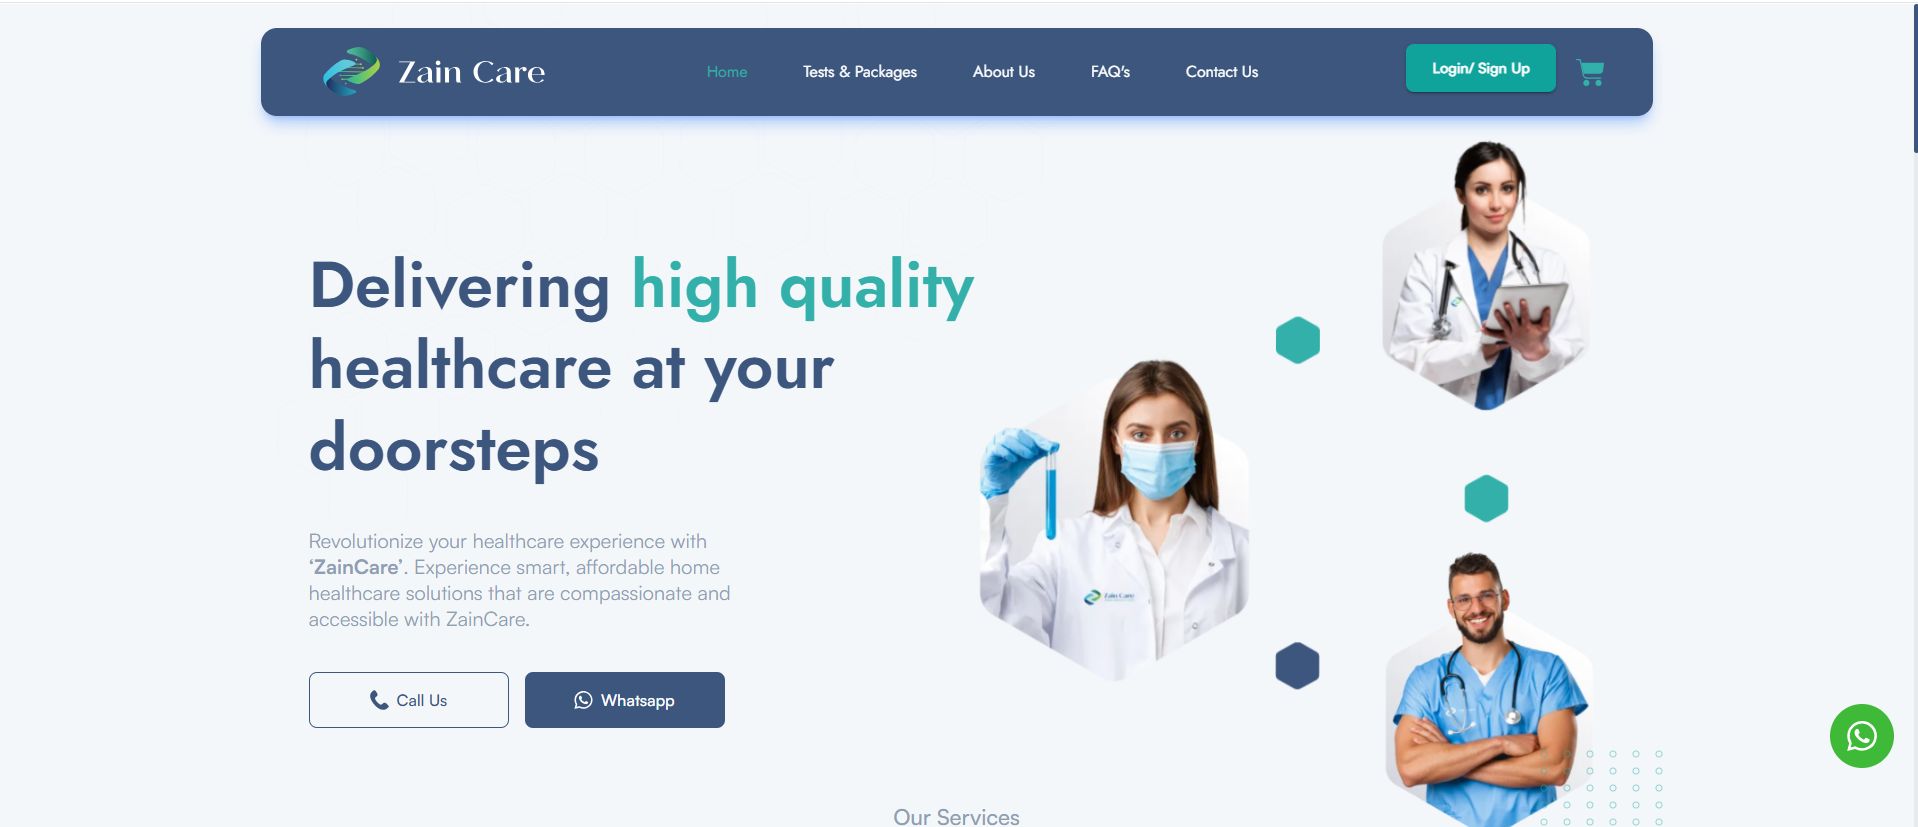 Zain Care
Home
Tests & Packages
About Us
FAQ's
Contact Us
Login/ Sign Up
Delivering high quality
healthcare at your
doorsteps
Revolutionize your healthcare experience with
‘ZainCare’. Experience smart, affordable home
healthcare solutions that are compassionate and
accessible with ZainCare.
Call Us
Whatsapp
Zain Care
Our Services